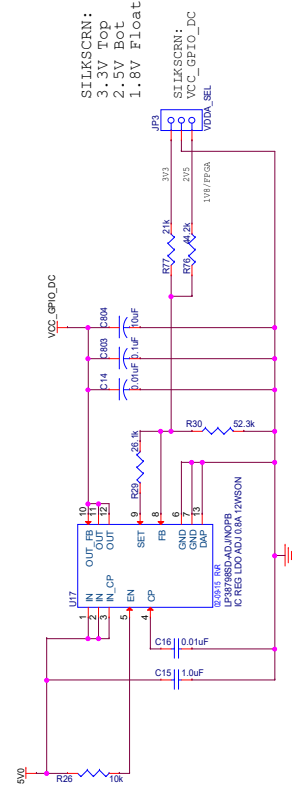 SILKSCRN:
3.3V Top
2.5V Bot
1.8V Float
SILKSCRN:
VCC_GPIO_DC
JP3
VDDA_SEL
3V3
2V5
1V8/FPGA
R77
21k
R76
44.2k
VCC_GPIO_DC
C804
10uF
C803
0.1uF
C14
0.01uF
R29
26.1k
R30
52.3k
U17
1
IN
2
IN
3
IN_CP
5
EN
4
CP
10
OUT_FB
11
OUT
12
OUT
9
SET
8
FB
6
GND
7
GND
13
DAP
02-09-15 RvR
LP38798SD-ADJ/NOPB
IC REG LDO ADJ 0.8A 12WSON
C16
0.01uF
C15
1.0uF
5V0
R26
10k